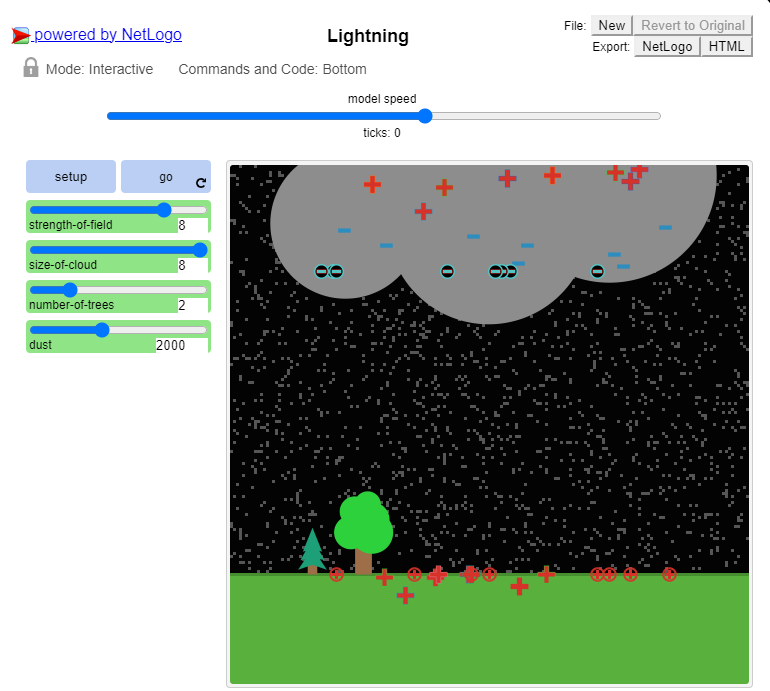 powered by NetLogo
Lightning
File: New Revert to Original
Export: NetLogo HTML
Mode: Interactive Commands and Code: Bottom
model speed
ticks: 0
setup go
strength-of-field 8
size-of-cloud 8
number-of-trees 2
dust 2000